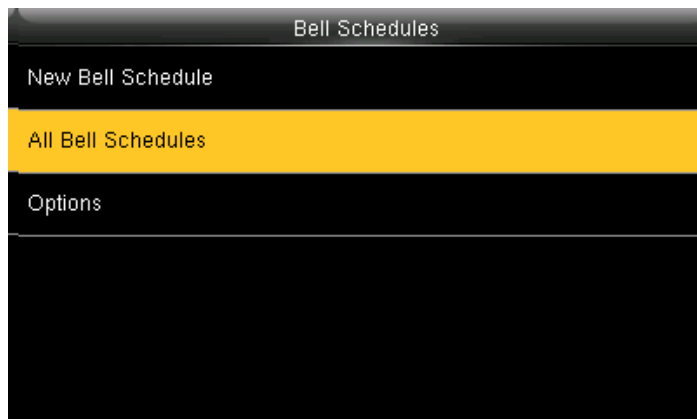 Bell Schedules
New Bell Schedule
All Bell Schedules
Options